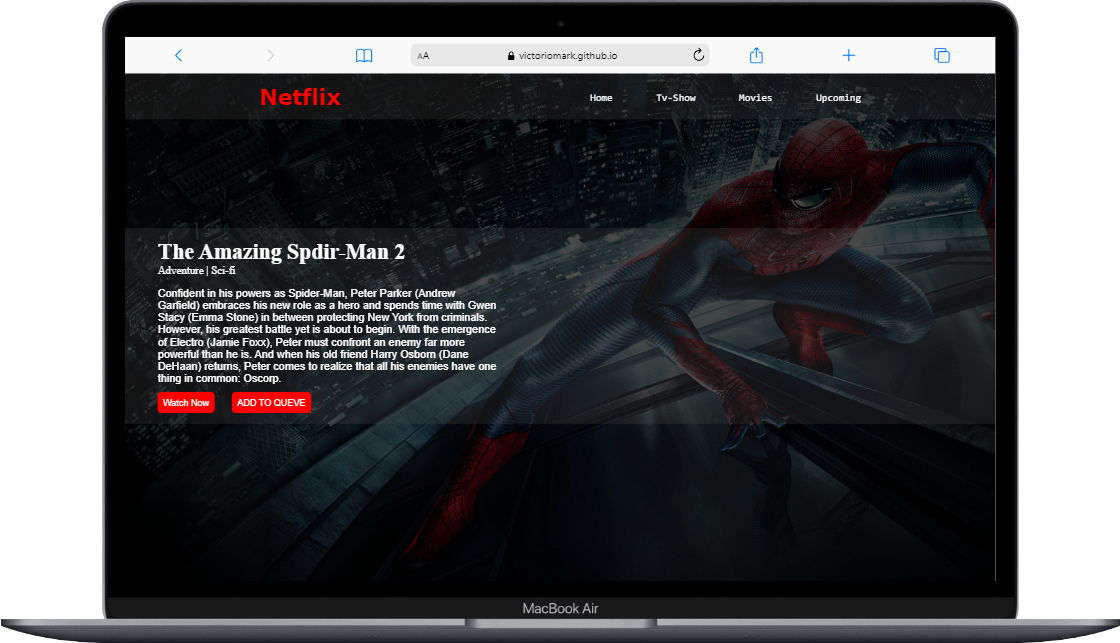 AA victoriomark.github.io
Netflix Home Tv-Show Movies Upcoming
The Amazing Spdir-Man 2
Adventure | Sci-fi
Confident in his powers as Spider-Man, Peter Parker (Andrew
Garfield) embraces his new role as a hero and spends time with Gwen
Stacy (Emma Stone) in between protecting New York from criminals.
However, his greatest battle yet is about to begin. With the emergence
of Electro (Jamie Foxx), Peter must confront an enemy far more
powerful than he is. And when his old friend Harry Osborn (Dane
DeHaan) returns, Peter comes to realize that all his enemies have one
thing in common: Oscorp.
Watch Now ADD TO QUEUE
MacBook Air